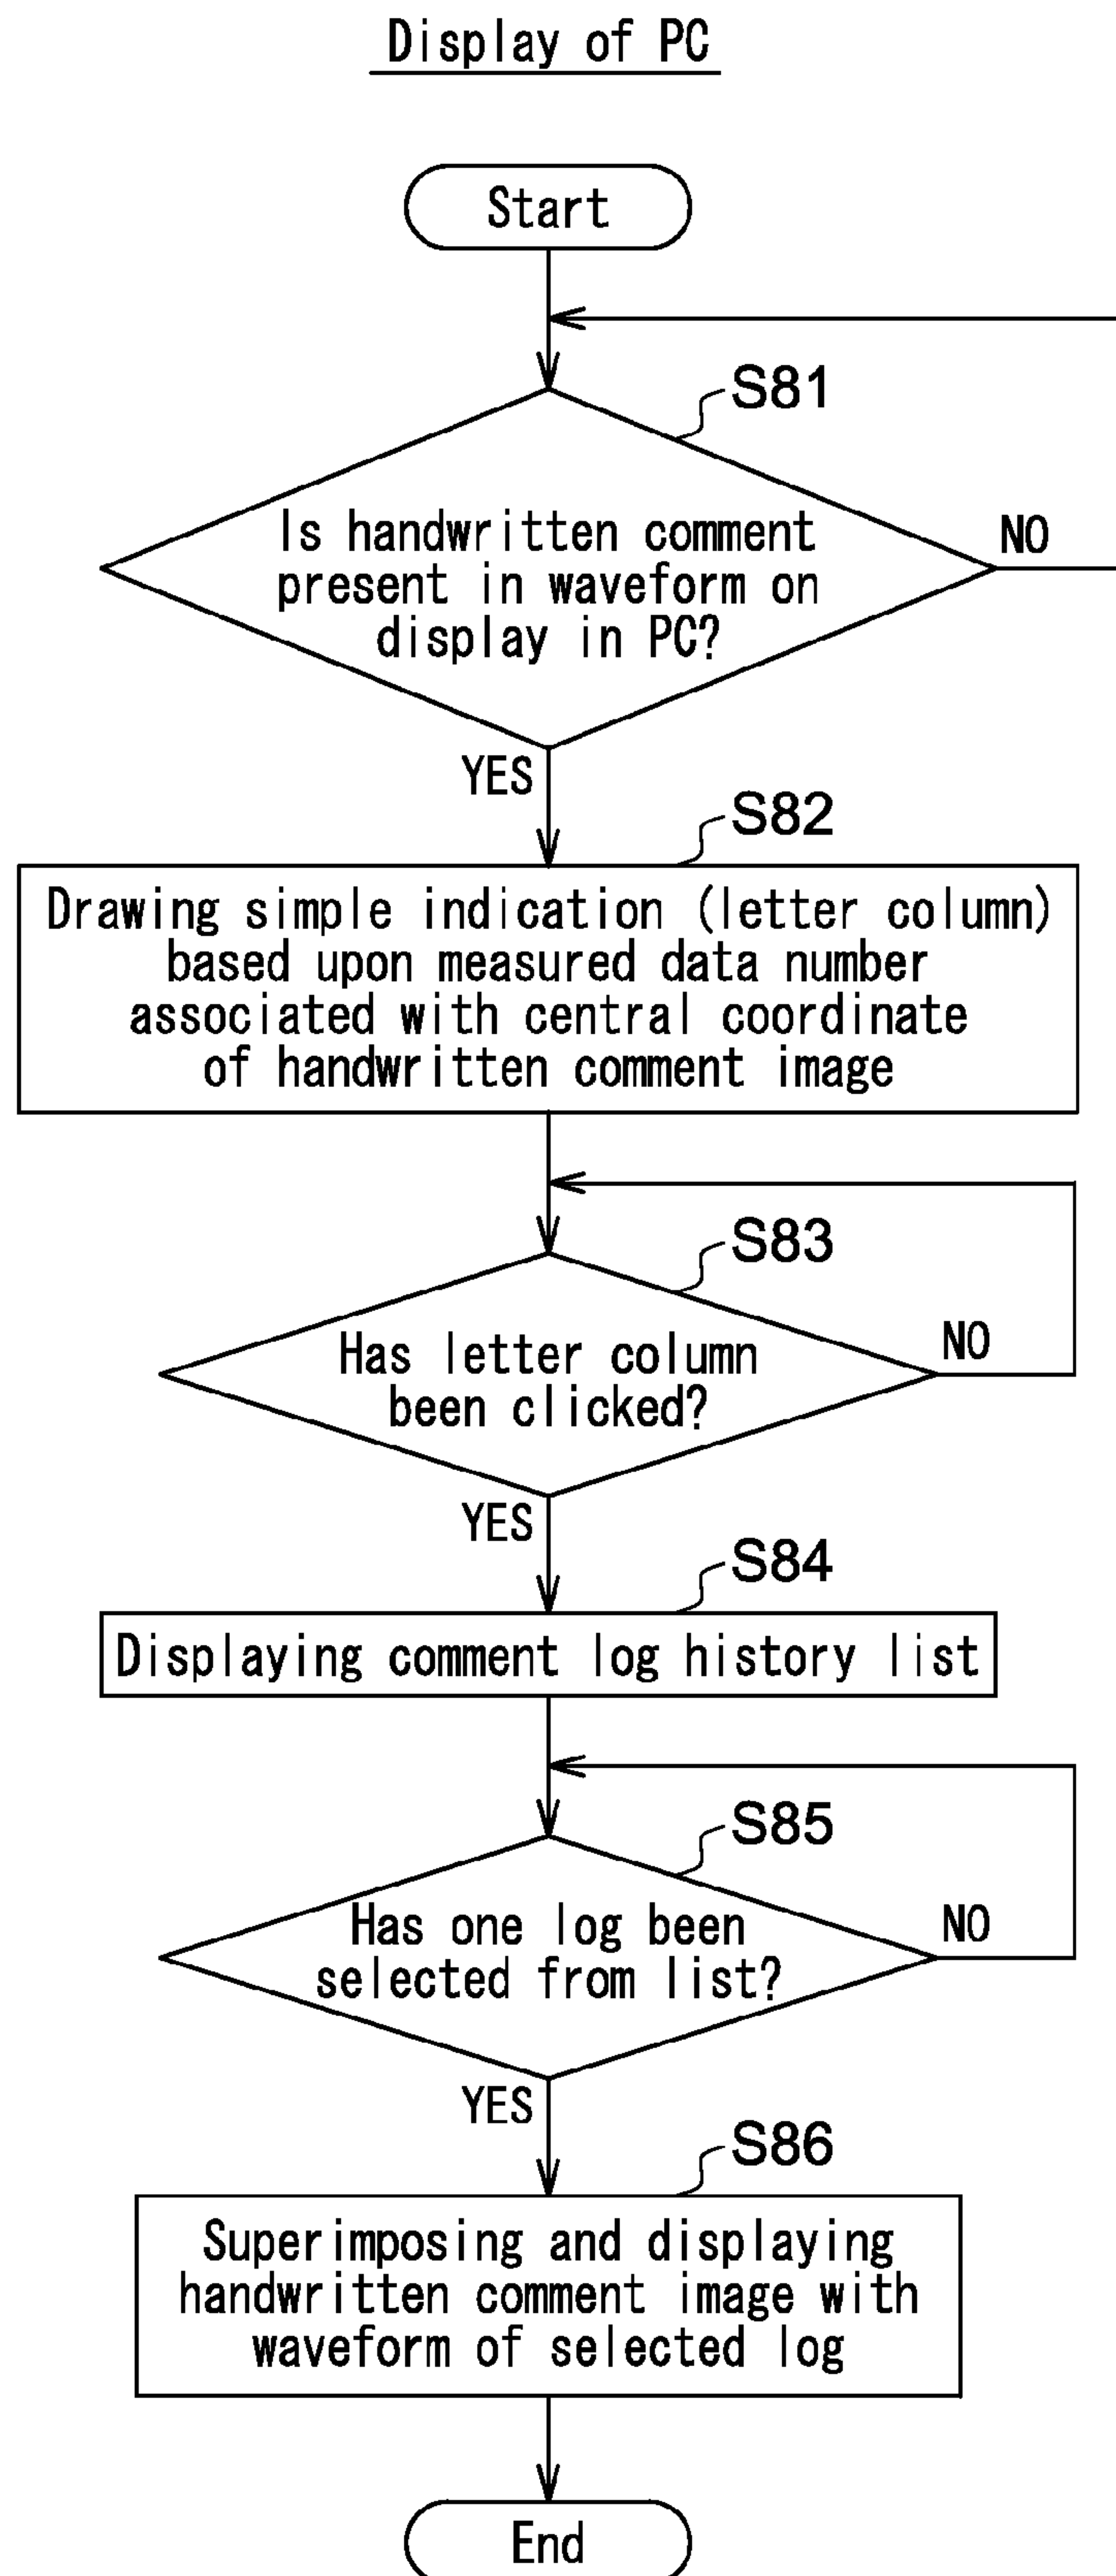 Display of PC
Start
S81
Is handwritten comment
present in waveform on
display in PC?
NO
YES
S82
Drawing simple indication (letter column)
based upon measured data number
associated with central coordinate
of handwritten comment image
S83
Has letter column
been clicked?
NO
YES
S84
Displaying comment log history list
S85
Has one log been
selected from list?
NO
YES
S86
Superimposing and displaying
handwritten comment image with
waveform of selected log
End